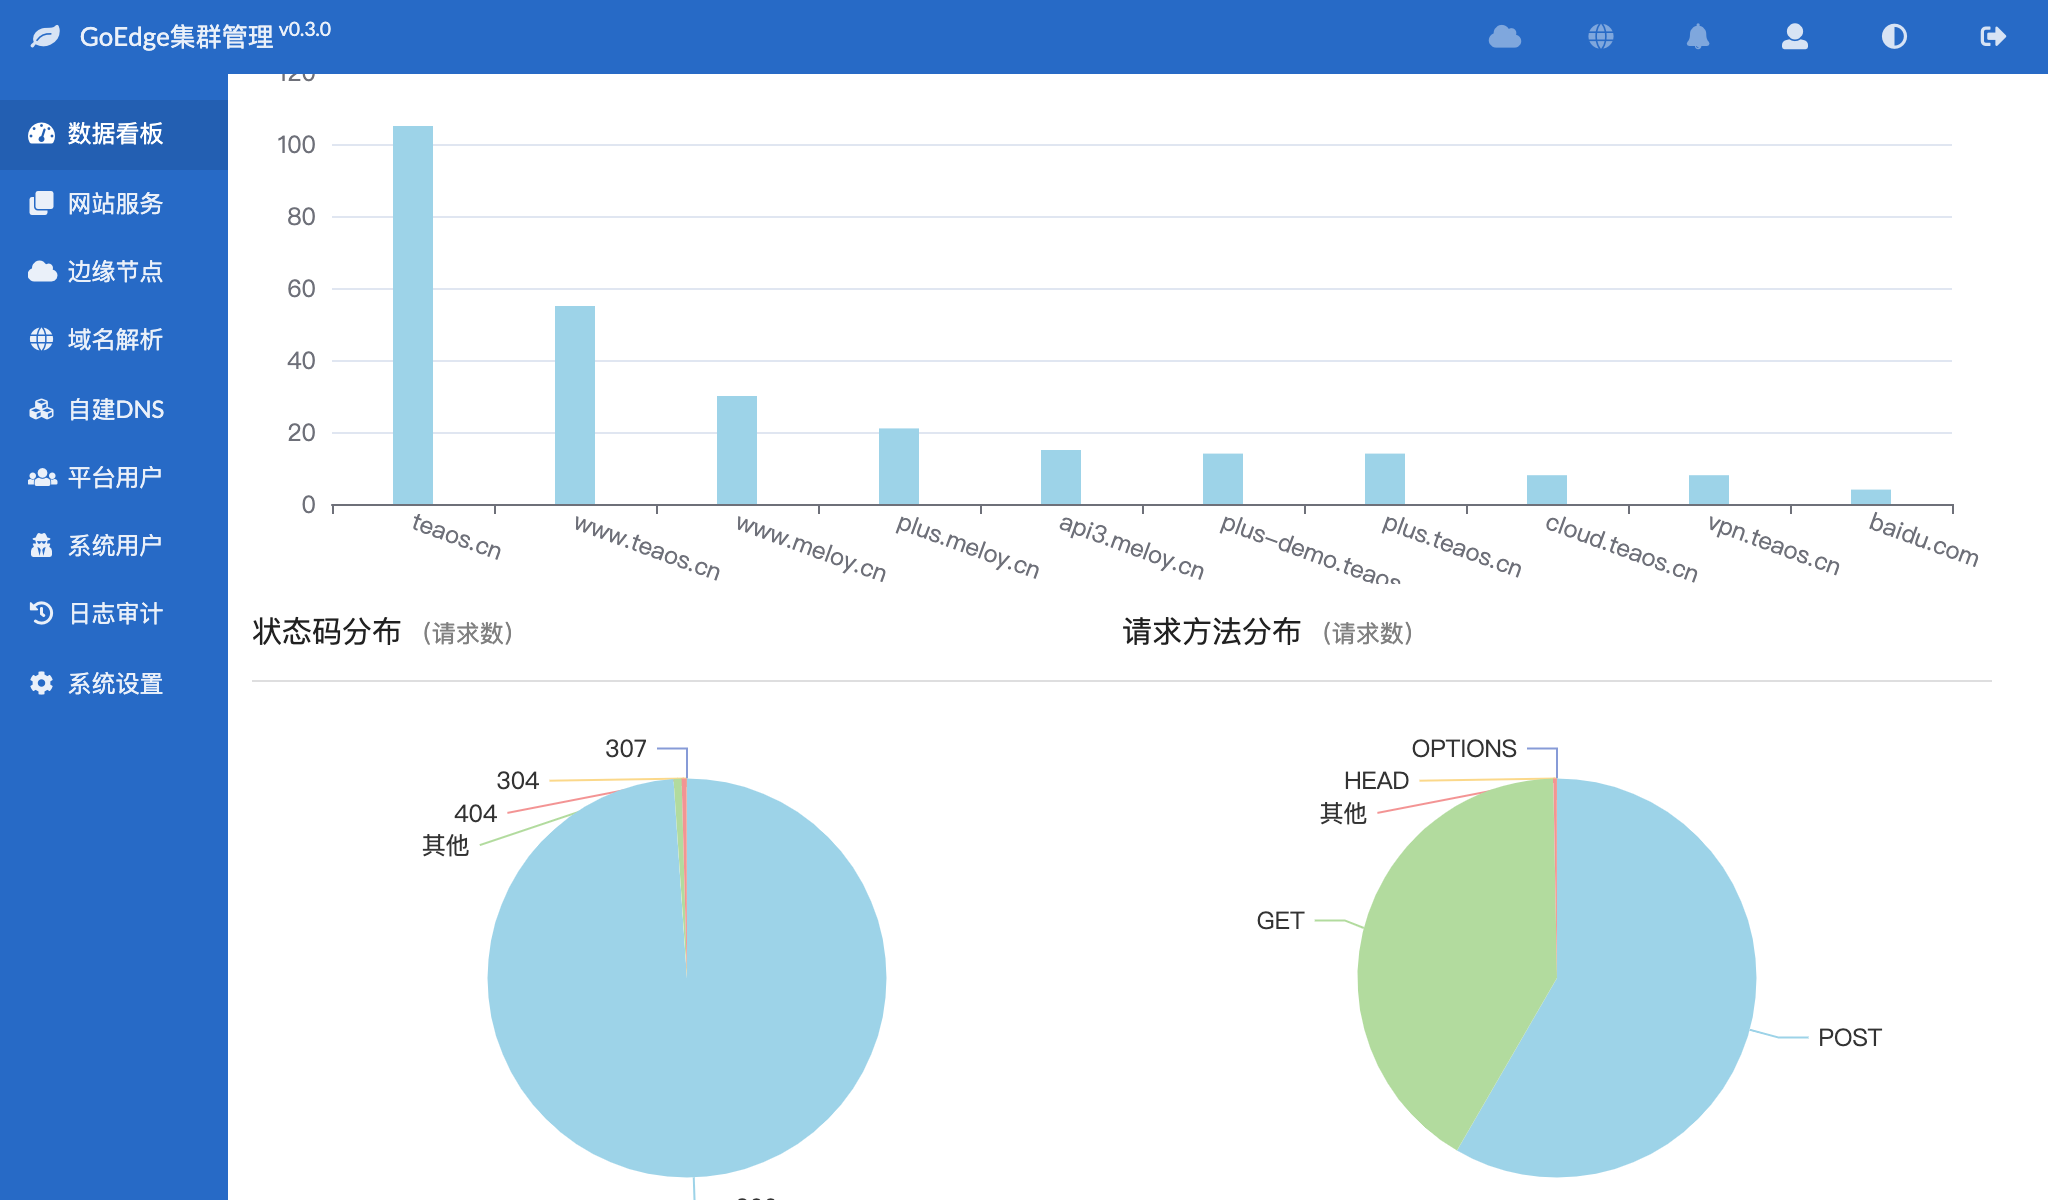 GoEdge集群管理 v0.3.0
数据看板
网站服务
边缘节点
域名解析
自建DNS
平台用户
系统用户
日志审计
系统设置
120
100
80
60
40
20
0
teaos.cn
www.teaos.cn
www.meloy.cn
plus.meloy.cn
api3.meloy.cn
plus-demo.teaos
plus.teaos.cn
cloud.teaos.cn
vpn.teaos.cn
baidu.com
状态码分布 （请求数）
307
304
404
其他
请求方法分布 （请求数）
OPTIONS
HEAD
其他
GET
POST